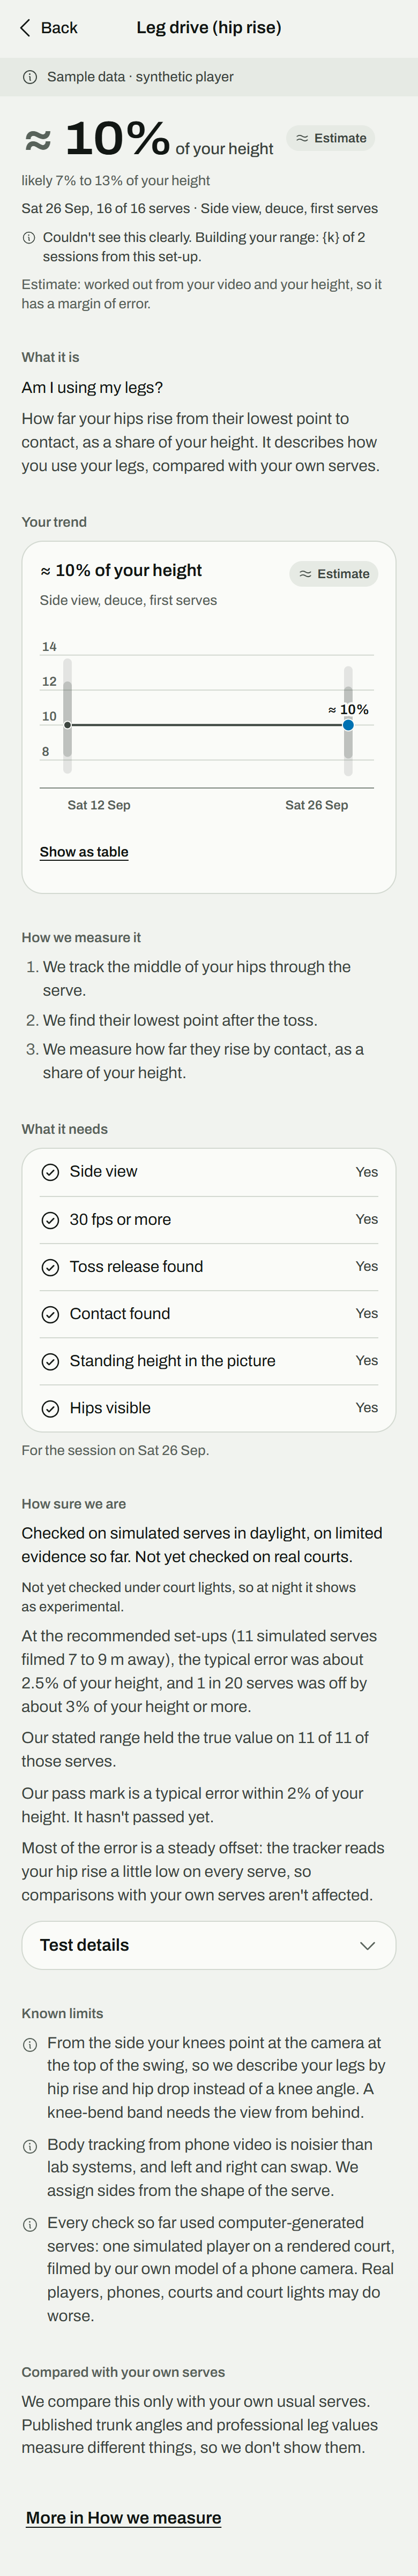 Back
Leg drive (hip rise)
Sample data · synthetic player
≈ 10% of your height
≈ Estimate
likely 7% to 13% of your height
Sat 26 Sep, 16 of 16 serves · Side view, deuce, first serves
Couldn't see this clearly. Building your range: {k} of 2
sessions from this set-up.
Estimate: worked out from your video and your height, so it
has a margin of error.
What it is
Am I using my legs?
How far your hips rise from their lowest point to
contact, as a share of your height. It describes how
you use your legs, compared with your own serves.
Your trend
≈ 10% of your height
≈ Estimate
Side view, deuce, first serves
14
12
≈ 10%
10
8
Sat 12 Sep
Sat 26 Sep
Show as table
How we measure it
1. We track the middle of your hips through the
serve.
2. We find their lowest point after the toss.
3. We measure how far they rise by contact, as a
share of your height.
What it needs
Side view Yes
30 fps or more Yes
Toss release found Yes
Contact found Yes
Standing height in the picture Yes
Hips visible Yes
For the session on Sat 26 Sep.
How sure we are
Checked on simulated serves in daylight, on limited
evidence so far. Not yet checked on real courts.
Not yet checked under court lights, so at night it shows
as experimental.
At the recommended set-ups (11 simulated serves
filmed 7 to 9 m away), the typical error was about
2.5% of your height, and 1 in 20 serves was off by
about 3% of your height or more.
Our stated range held the true value on 11 of 11 of
those serves.
Our pass mark is a typical error within 2% of your
height. It hasn't passed yet.
Most of the error is a steady offset: the tracker reads
your hip rise a little low on every serve, so
comparisons with your own serves aren't affected.
Test details
Known limits
From the side your knees point at the camera at
the top of the swing, so we describe your legs by
hip rise and hip drop instead of a knee angle. A
knee-bend band needs the view from behind.
Body tracking from phone video is noisier than
lab systems, and left and right can swap. We
assign sides from the shape of the serve.
Every check so far used computer-generated
serves: one simulated player on a rendered court,
filmed by our own model of a phone camera. Real
players, phones, courts and court lights may do
worse.
Compared with your own serves
We compare this only with your own usual serves.
Published trunk angles and professional leg values
measure different things, so we don't show them.
More in How we measure